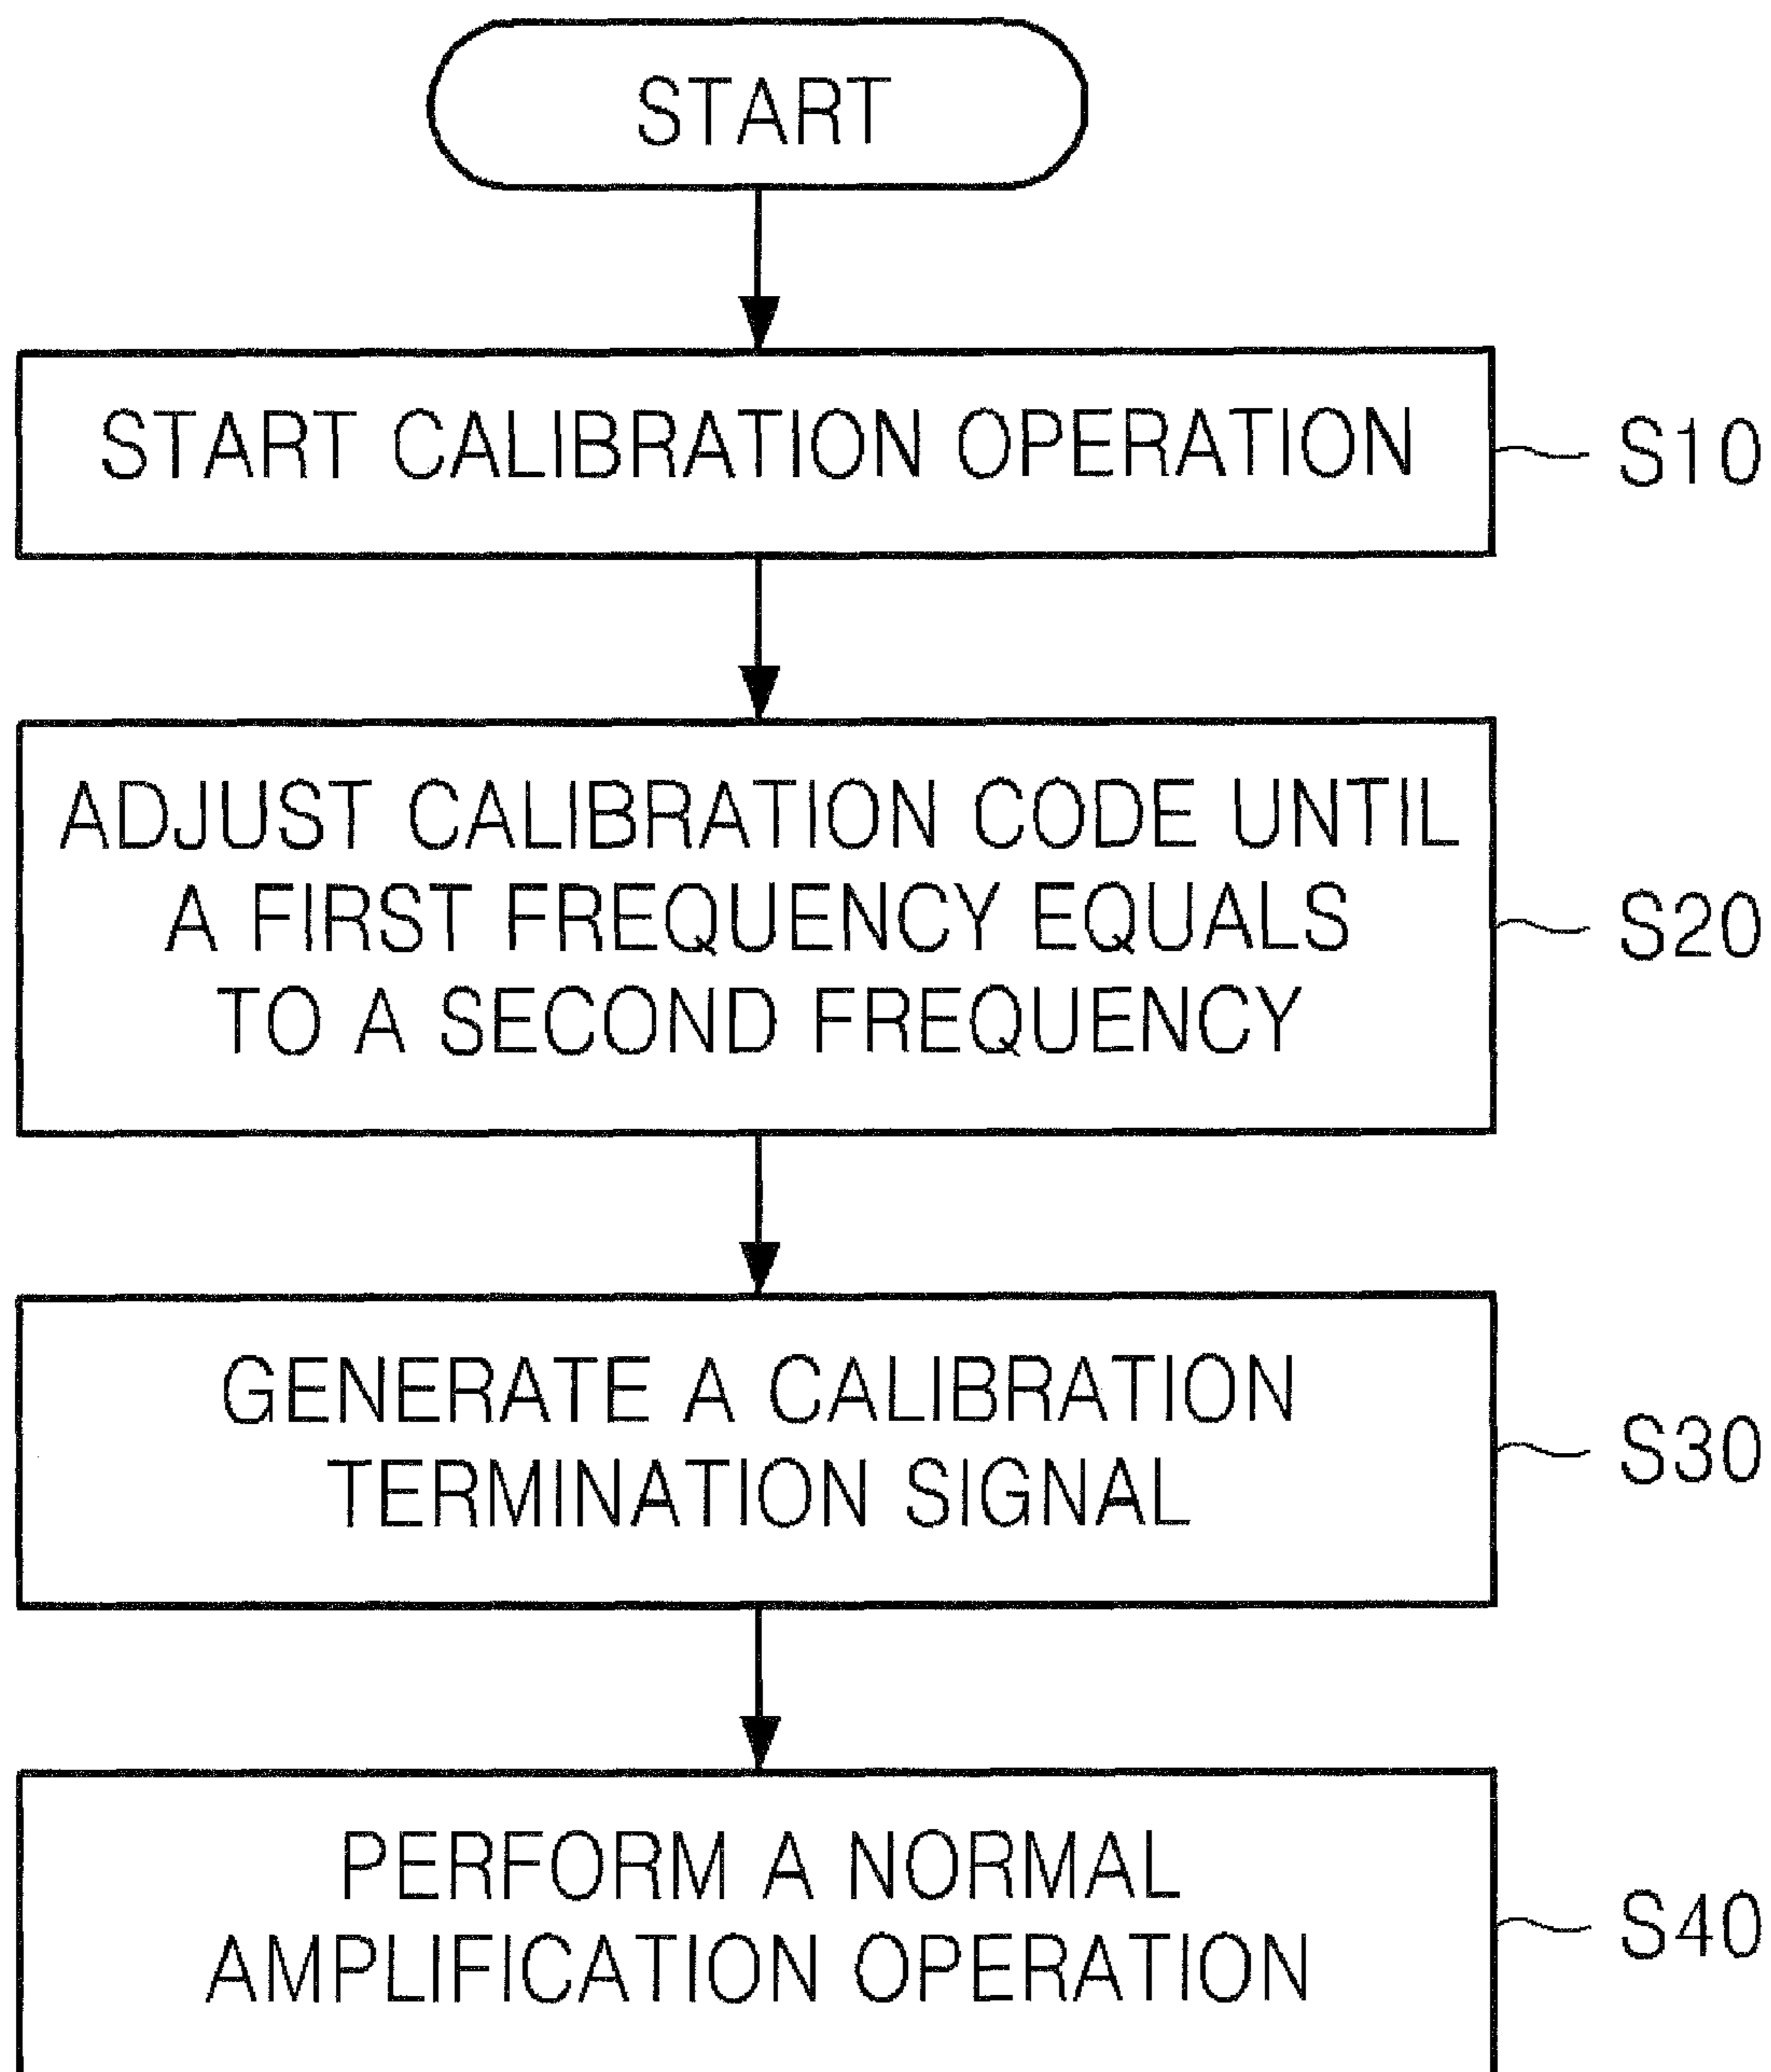 START
START CALIBRATION OPERATION
S10
ADJUST CALIBRATION CODE UNTIL
A FIRST FREQUENCY EQUALS
TO A SECOND FREQUENCY
S20
GENERATE A CALIBRATION
TERMINATION SIGNAL
S30
PERFORM A NORMAL
AMPLIFICATION OPERATION
S40